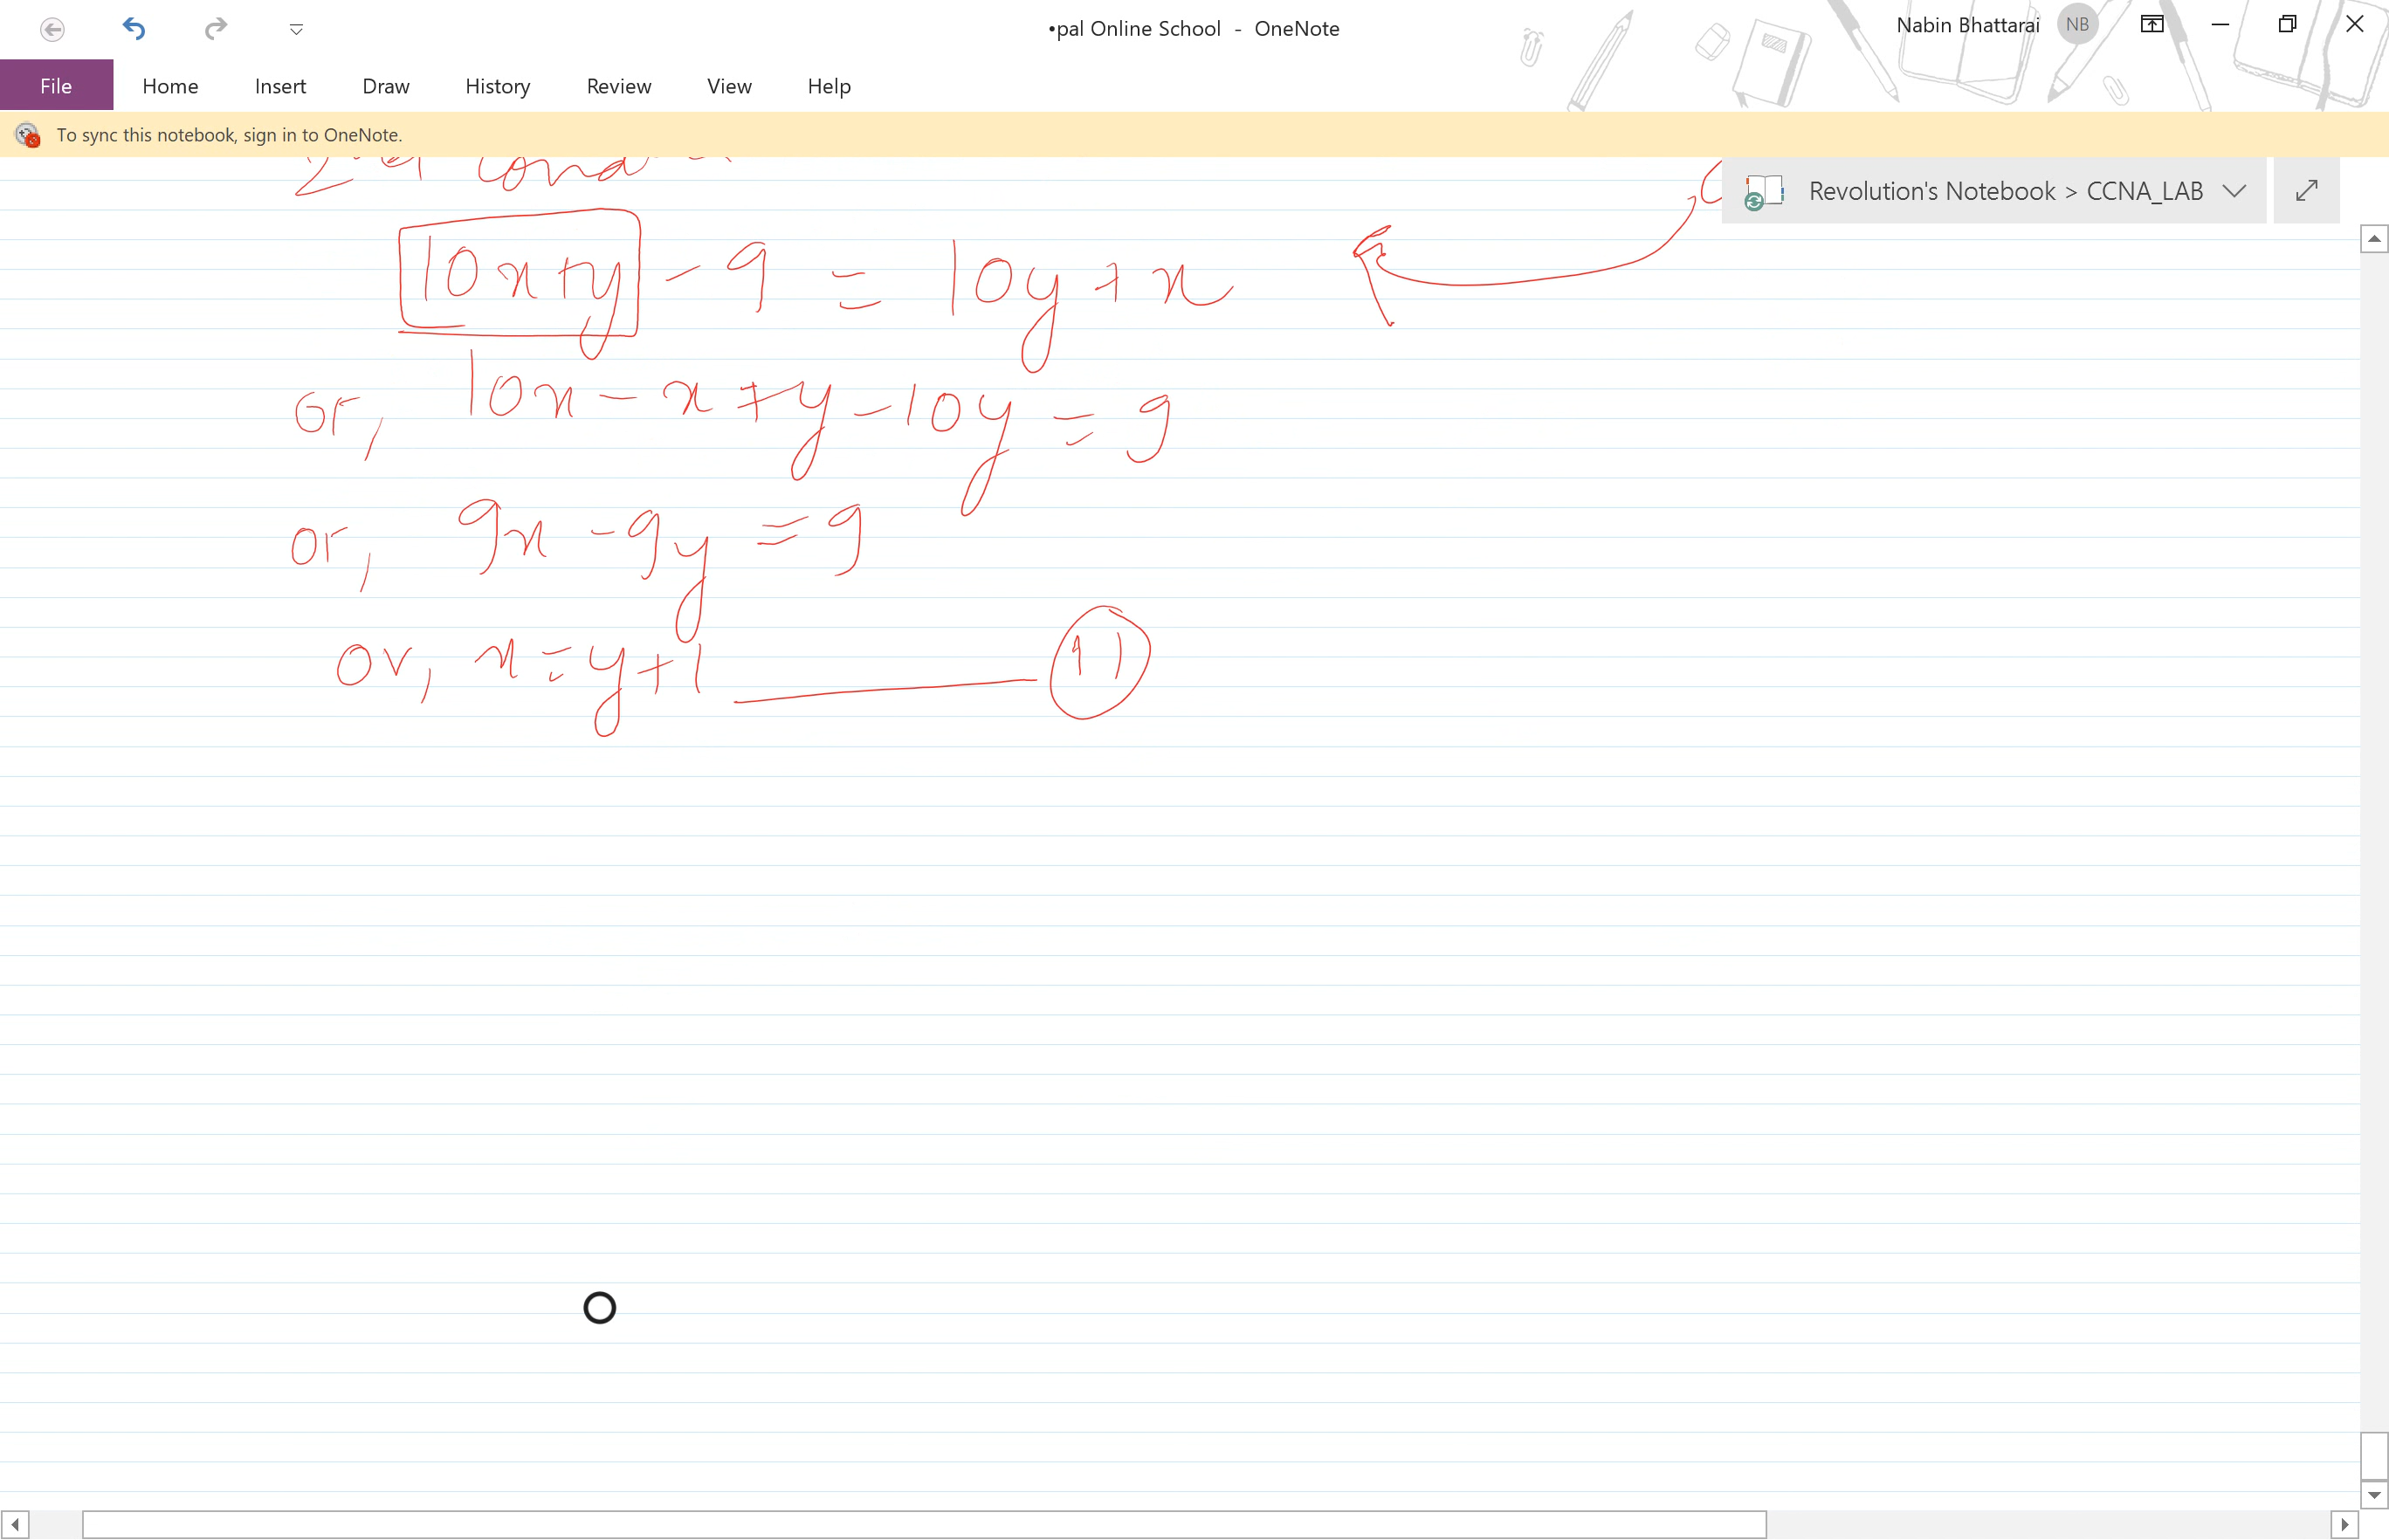 •pal Online School - OneNote
Nabin Bhattarai NB
File Home Insert Draw History Review View Help
To sync this notebook, sign in to OneNote.
Revolution's Notebook > CCNA_LAB
10x+y - 9 = 10y + x
or, 10x - x + y - 10y = 9
or, 9x - 9y = 9
or, x = y + 1 (11)